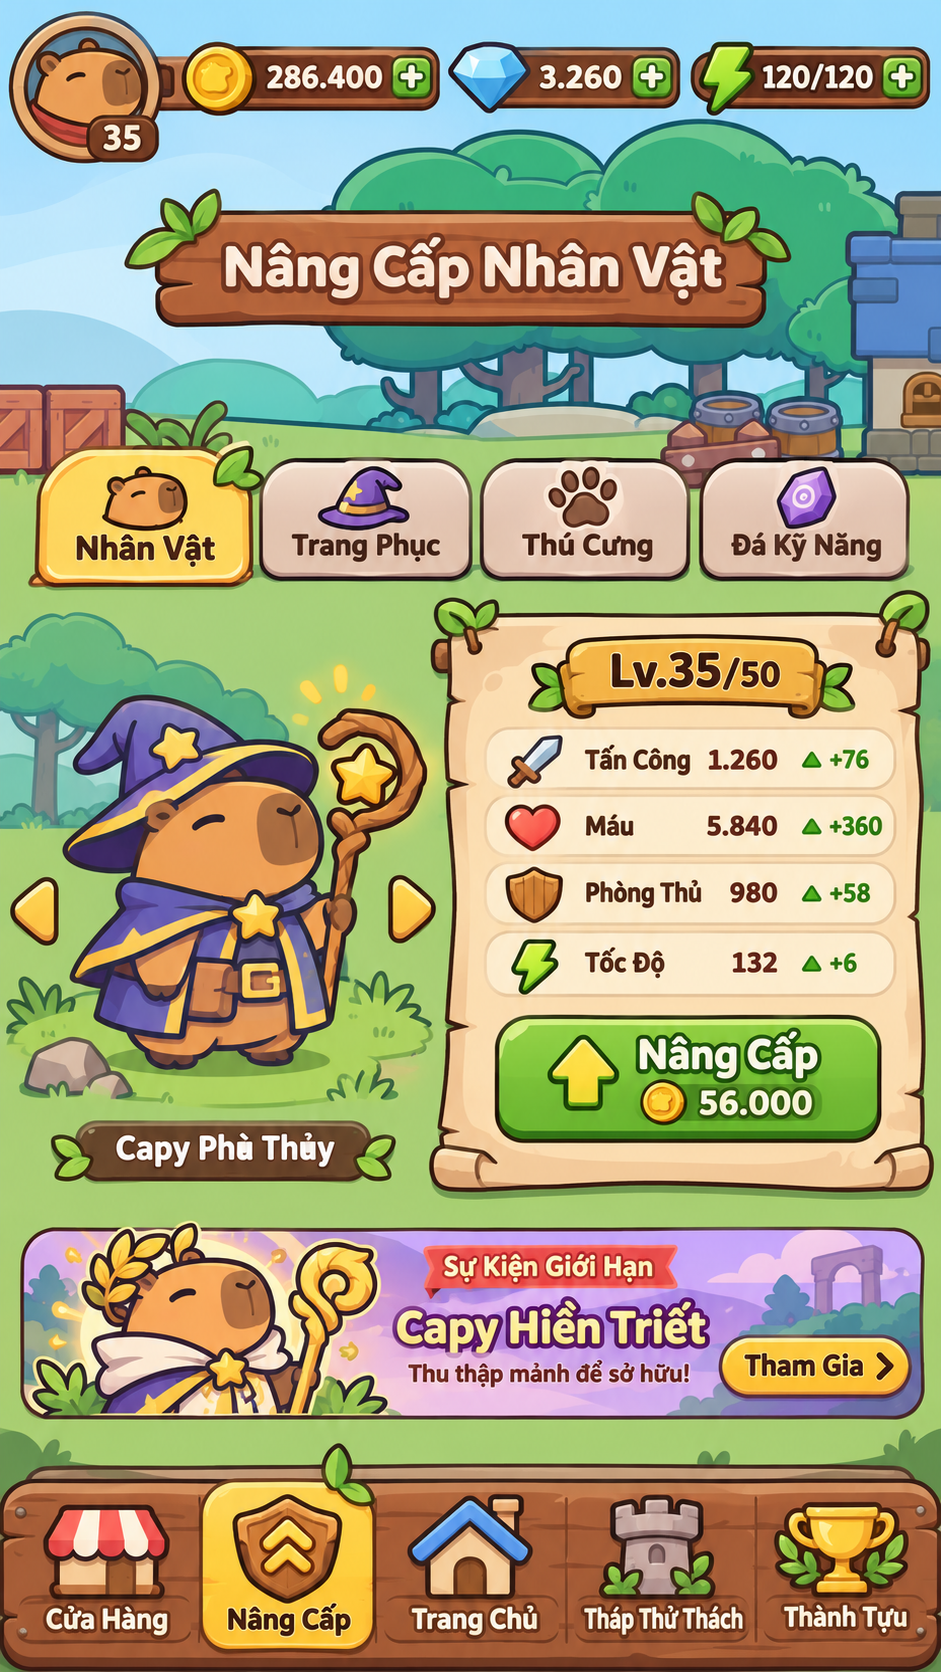 286.400
3.260
120/120
35
Nâng Cấp Nhân Vật
Nhân Vật
Trang Phục
Thú Cưng
Đá Kỹ Năng
Lv.35/50
Tấn Công 1.260 +76
Máu 5.840 +360
Phòng Thủ 980 +58
Tốc Độ 132 +6
Nâng Cấp
56.000
Capy Phù Thủy
Sự Kiện Giới Hạn
Capy Hiền Triết
Thu thập mảnh để sở hữu!
Tham Gia
Cửa Hàng
Nâng Cấp
Trang Chủ
Tháp Thử Thách
Thành Tựu